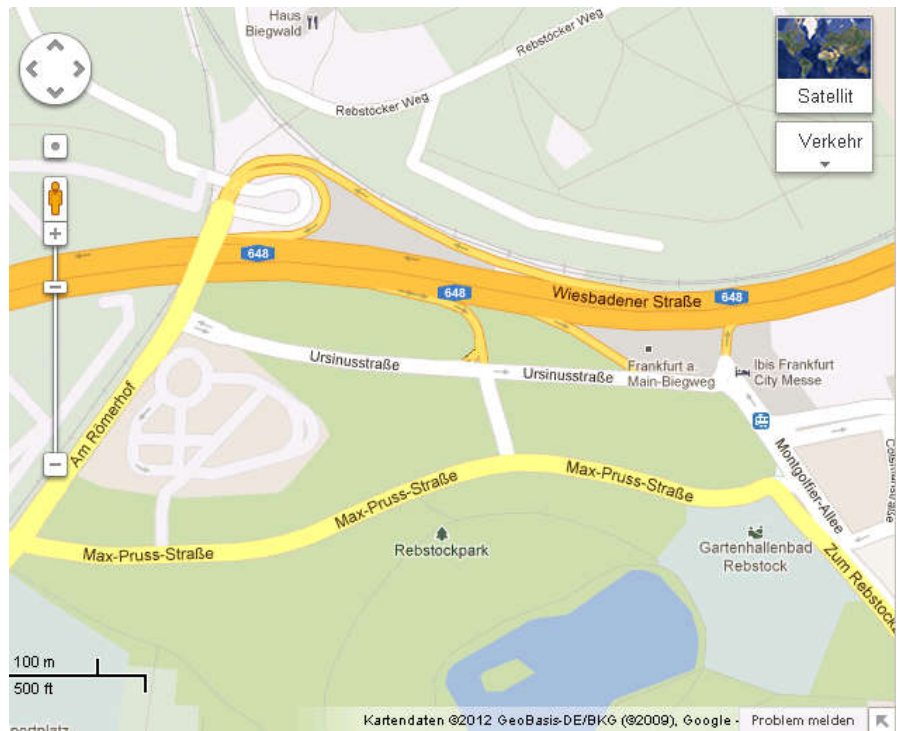 Haus
Biegwald
Rebstöcker Weg
Rebstöcker Weg
Satellit
Verkehr
648
648
Wiesbadener Straße
648
Ursinusstraße
Ursinusstraße
Frankfurt a.
Main-Biegweg
Ibis Frankfurt
City Messe
Am Römerhof
Montgolfier-Allee
Max-Pruss-Straße
Max-Pruss-Straße
Max-Pruss-Straße
Rebstockpark
Gartenhallenbad
Rebstock
Zum Rebstock
100 m
500 ft
Kartendaten ©2012 GeoBasis-DE/BKG (©2009), Google -
Problem melden